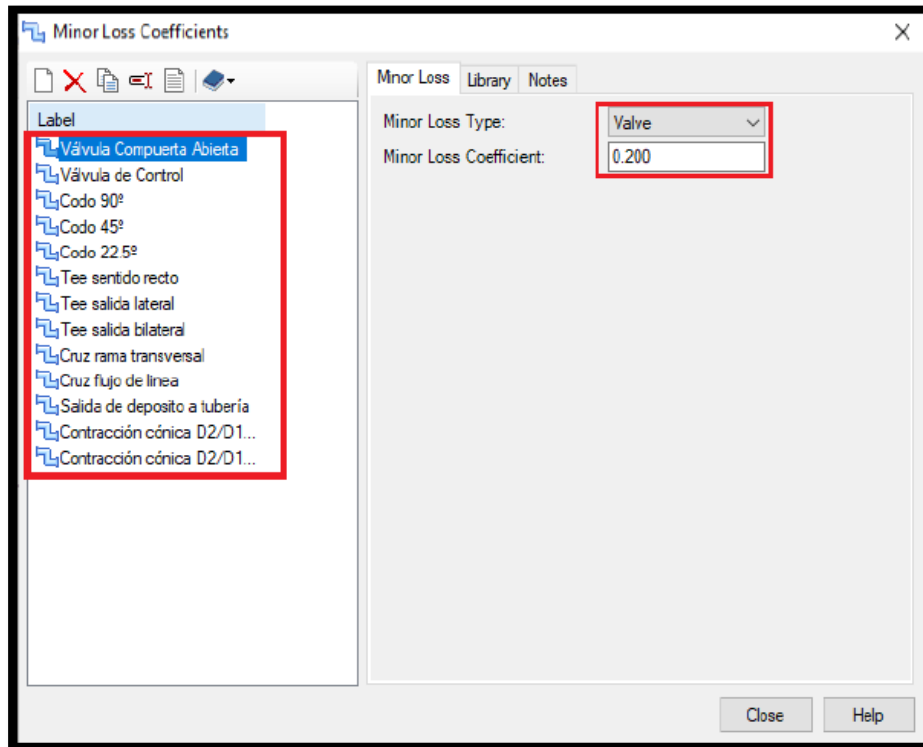 Minor Loss Coefficients
Minor Loss Library Notes
Label
Válvula Compuerta Abierta
Válvula de Control
Codo 90º
Codo 45º
Codo 22.5º
Tee sentido recto
Tee salida lateral
Tee salida bilateral
Cruz rama transversal
Cruz flujo de linea
Salida de deposito a tubería
Contracción cónica D2/D1...
Contracción cónica D2/D1...
Minor Loss Type: Valve
Minor Loss Coefficient: 0.200
Close Help